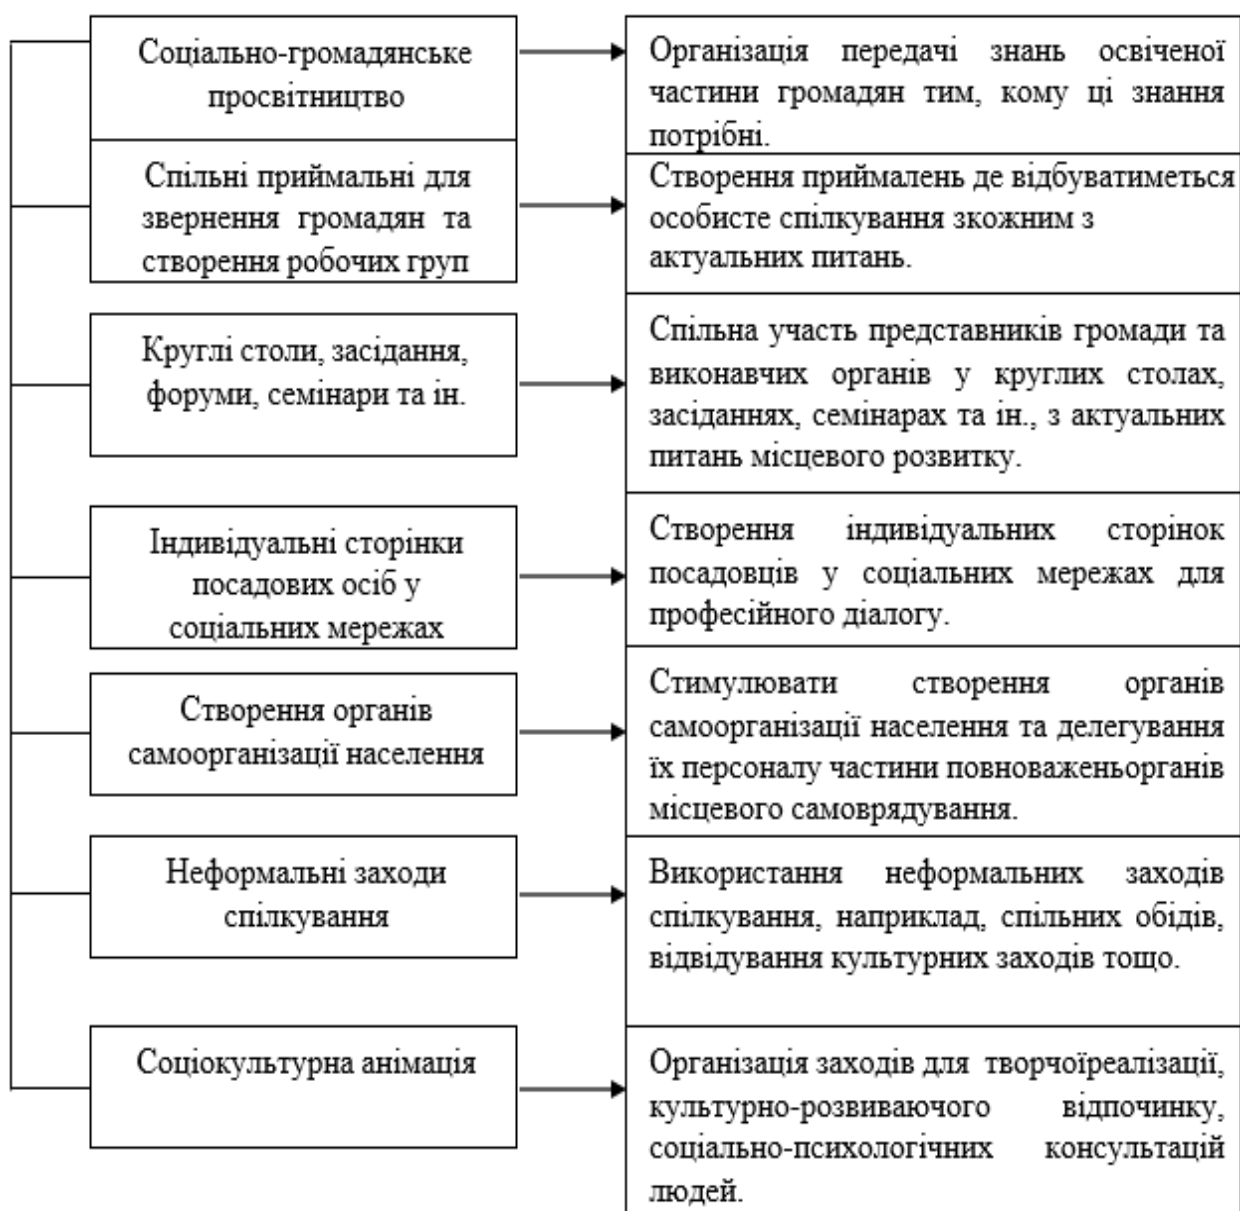 Соціально-громадянське
просвітництво
Організація передачі знань освіченої
частини громадян тим, кому ці знання
потрібні.
Спільні приймальні для
звернення громадян та
створення робочих груп
Створення приймалень де відбуватиметься
особисте спілкування зкожним з
актуальних питань.
Круглі столи, засідання,
форуми, семінари та ін.
Спільна участь представників громади та
виконавчих органів у круглих столах,
засіданнях, семінарах та ін., з актуальних
питань місцевого розвитку.
Індивідуальні сторінки
посадових осіб у
соціальних мережах
Створення індивідуальних сторінок
посадовців у соціальних мережах для
професійного діалогу.
Створення органів
самоорганізації населення
Стимулювати створення органів
самоорганізації населення та делегування
їх персоналу частини повноваженьорганів
місцевого самоврядування.
Неформальні заходи
спілкування
Використання неформальних заходів
спілкування, наприклад, спільних обідів,
відвідування культурних заходів тощо.
Соціокультурна анімація
Організація заходів для творчоїреалізації,
культурно-розвиваючого відпочинку,
соціально-психологічних консультацій
людей.